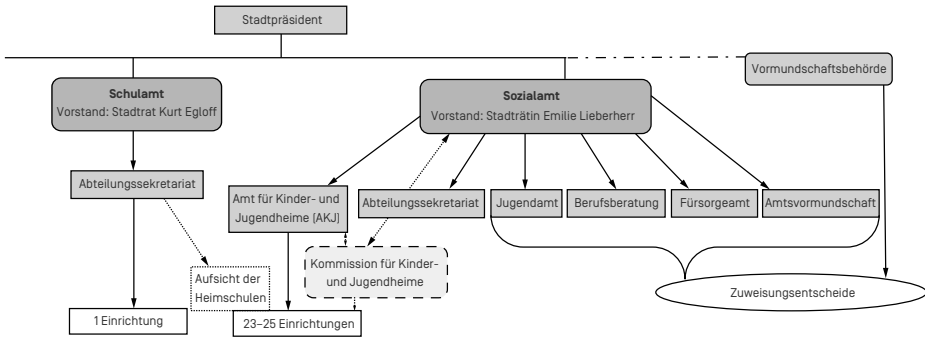 Stadtpräsident
Vormundschaftsbehörde
Schulamt
Vorstand: Stadtrat Kurt Egloff
Sozialamt
Vorstand: Stadträtin Emilie Lieberherr
Abteilungssekretariat
Amt für Kinder- und
Jugendheime (AKJ)
Abteilungssekretariat
Jugendamt
Berufsberatung
Fürsorgeamt
Amtsvormundschaft
Aufsicht der
Heimschulen
Kommission für Kinder-
und Jugendheime
Zuweisungsentscheide
1 Einrichtung
23–25 Einrichtungen